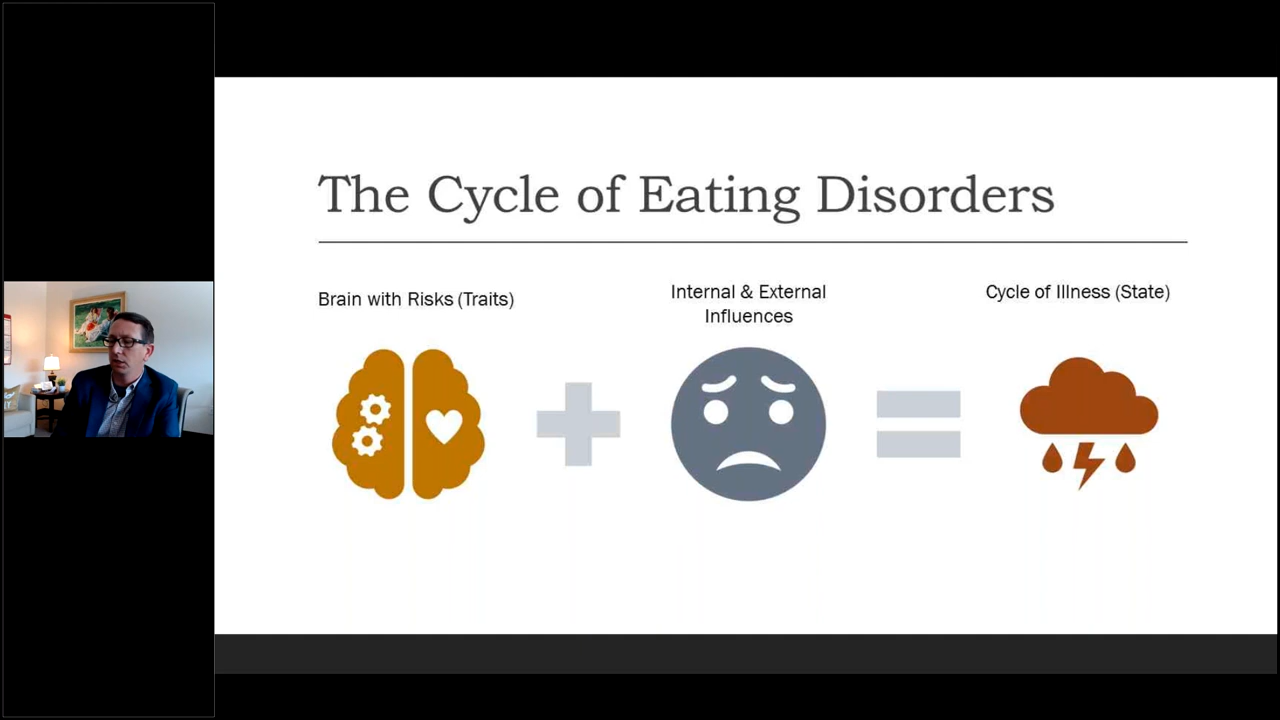 The Cycle of Eating Disorders
Brain with Risks (Traits)
Internal & External
Influences
Cycle of Illness (State)